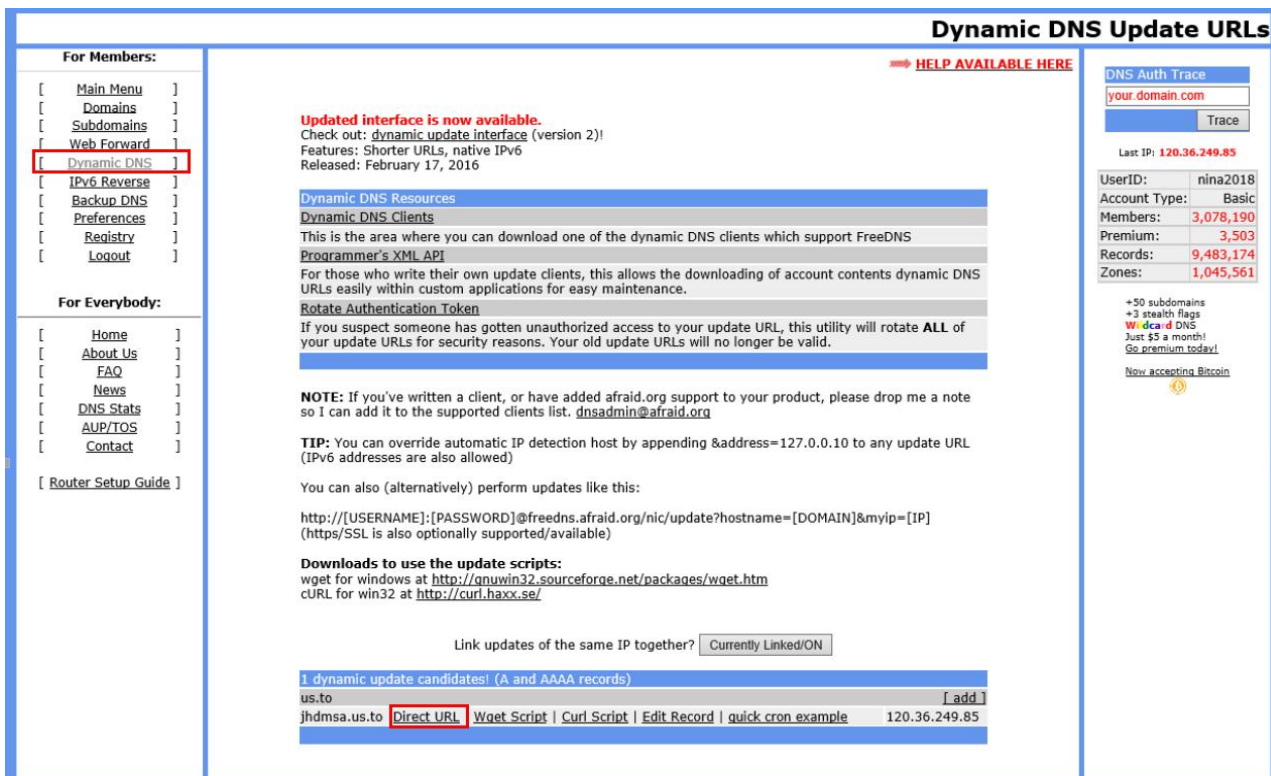 Dynamic DNS Update URLs
For Members:
[ Main Menu ]
[ Domains ]
[ Subdomains ]
[ Web Forward ]
[ Dynamic DNS ]
[ IPv6 Reverse ]
[ Backup DNS ]
[ Preferences ]
[ Registry ]
[ Logout ]
For Everybody:
[ Home ]
[ About Us ]
[ FAQ ]
[ News ]
[ DNS Stats ]
[ AUP/TOS ]
[ Contact ]
[ Router Setup Guide ]
HELP AVAILABLE HERE
Updated interface is now available.
Check out: dynamic update interface (version 2)!
Features: Shorter URLs, native IPv6
Released: February 17, 2016
Dynamic DNS Resources
Dynamic DNS Clients
This is the area where you can download one of the dynamic DNS clients which support FreeDNS
Programmer's XML API
For those who write their own update clients, this allows the downloading of account contents dynamic DNS
URLs easily within custom applications for easy maintenance.
Rotate Authentication Token
If you suspect someone has gotten unauthorized access to your update URL, this utility will rotate ALL of
your update URLs for security reasons. Your old update URLs will no longer be valid.
NOTE: If you've written a client, or have added afraid.org support to your product, please drop me a note
so I can add it to the supported clients list. dnsadmin@afraid.org
TIP: You can override automatic IP detection host by appending &address=127.0.0.10 to any update URL
(IPv6 addresses are also allowed)
You can also (alternatively) perform updates like this:
http://[USERNAME]:[PASSWORD]@freedns.afraid.org/nic/update?hostname=[DOMAIN]&myip=[IP]
(https/SSL is also optionally supported/available)
Downloads to use the update scripts:
wget for windows at http://gnuwin32.sourceforge.net/packages/wget.htm
cURL for win32 at http://curl.haxx.se/
Link updates of the same IP together? Currently Linked/ON
1 dynamic update candidates! (A and AAAA records)
us.to [ add ]
jhdmsa.us.to Direct URL Wget Script | Curl Script | Edit Record | quick cron example 120.36.249.85
DNS Auth Trace
your.domain.com
Trace
Last IP: 120.36.249.85
UserID: nina2018
Account Type: Basic
Members: 3,078,190
Premium: 3,503
Records: 9,483,174
Zones: 1,045,561
+50 subdomains
+3 stealth flags
Wildcard DNS
Just $5 a month!
Go premium today!
Now accepting Bitcoin